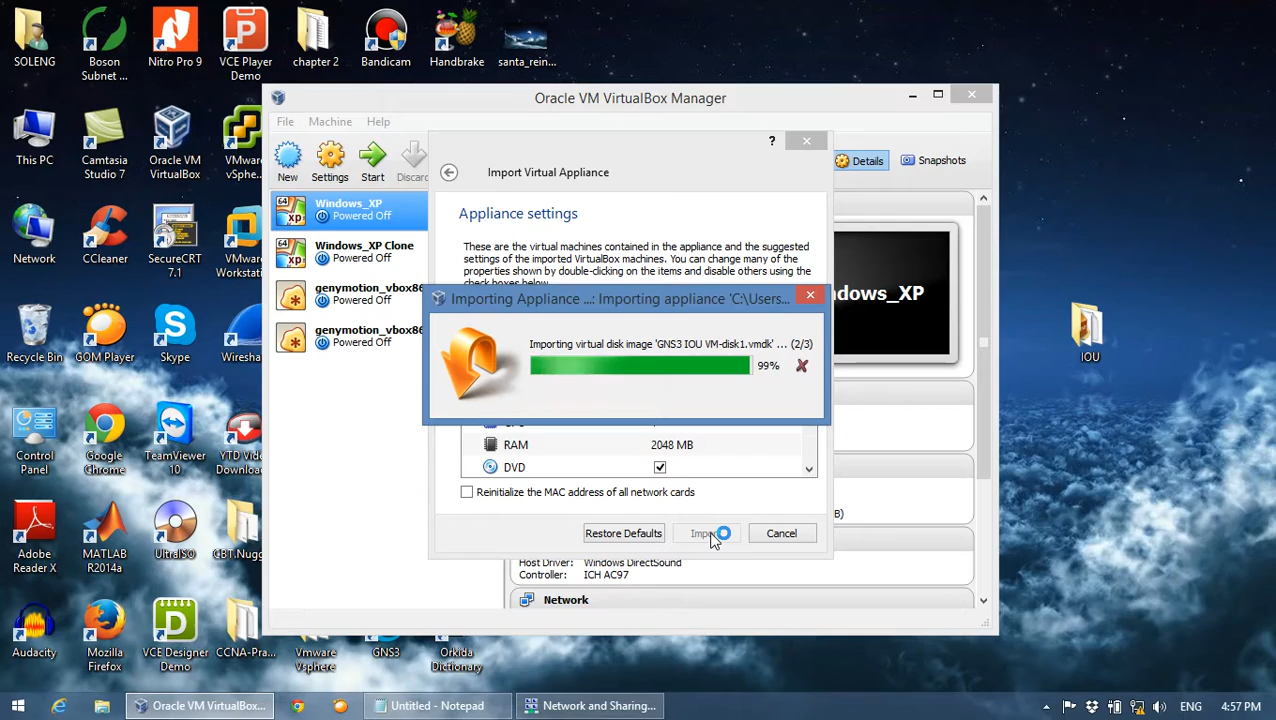 SOLENG
Boson
Subnet ...
Nitro Pro 9
VCE Player
Demo
chapter 2
Bandicam
Handbrake
santa_rein...
This PC
Camtasia
Studio 7
Oracle VM
VirtualBox
VMware
vSphe...
Network
CCleaner
SecureCRT
7.1
VMware
Workstati...
Recycle Bin
GOM Player
Skype
Wiresha...
Control
Panel
Google
Chrome
TeamViewer
10
YTD Video
Download...
Adobe
Reader X
MATLAB
R2014a
UltraISO
CBT.Nugg...
Audacity
Mozilla
Firefox
VCE Designer
Demo
CCNA-Pra...
Vmware
Vsphere
GNS3
Orkida
Dictionary
IOU
Oracle VM VirtualBox Manager
File Machine Help
New Settings Start Discard
Details Snapshots
Windows_XP
Powered Off
Windows_XP Clone
Powered Off
genymotion_vbox86
Powered Off
genymotion_vbox86
Powered Off
ndows_XP
B)
Host Driver: Windows DirectSound
Controller: ICH AC97
Network
?
Import Virtual Appliance
Appliance settings
These are the virtual machines contained in the appliance and the suggested
settings of the imported VirtualBox machines. You can change many of the
properties shown by double-clicking on the items and disable others using the
check boxes below.
Importing Appliance ...: Importing appliance 'C:\Users...
Importing virtual disk image 'GNS3 IOU VM-disk1.vmdk' ... (2/3)
99%
RAM 2048 MB
DVD
Reinitialize the MAC address of all network cards
Restore Defaults Import Cancel
Oracle VM VirtualBo...
Untitled - Notepad
Network and Sharing...
ENG
4:57 PM